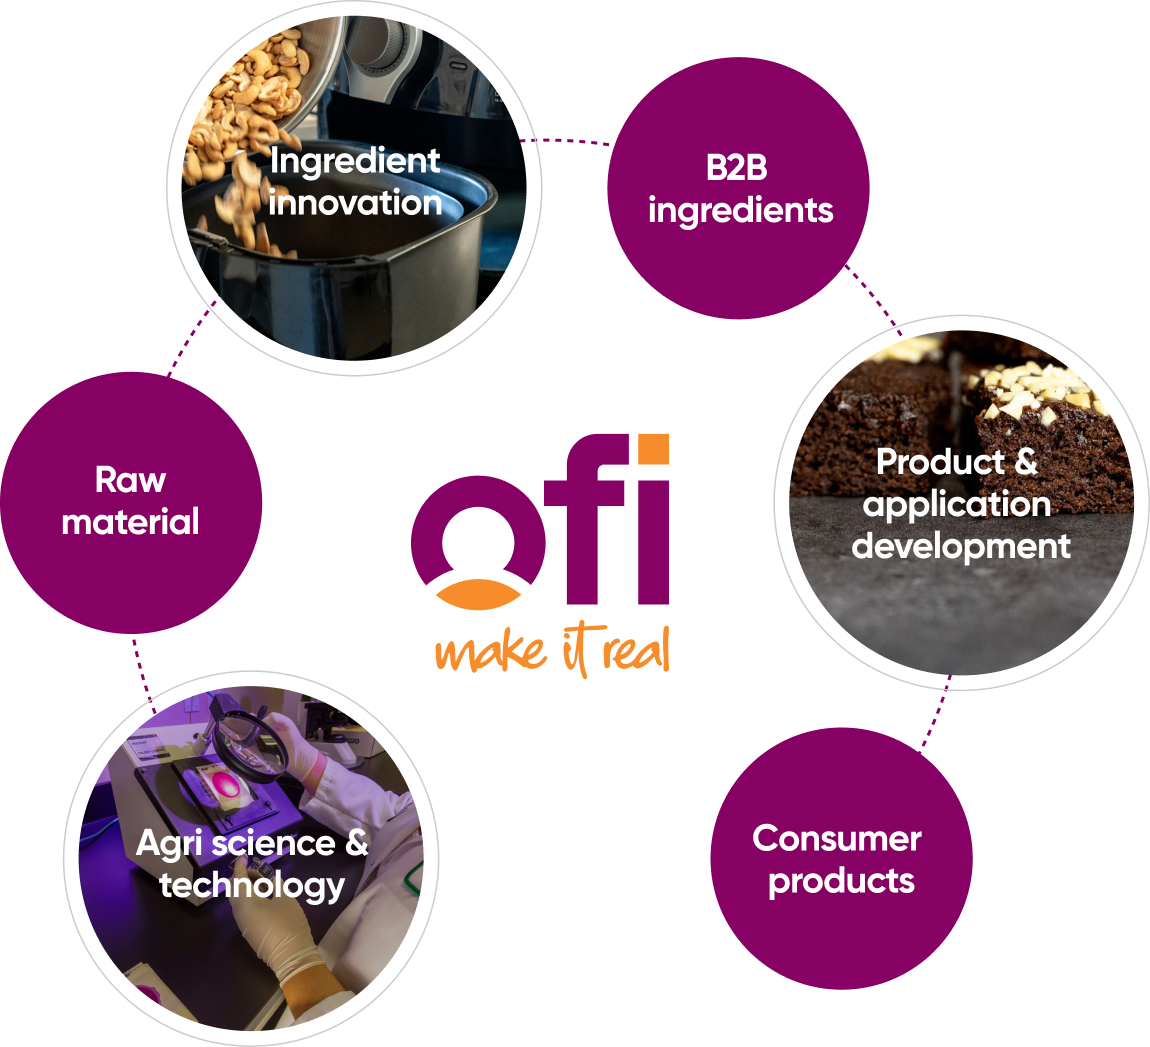 Ingredient
innovation
B2B
ingredients
Raw
material
Product &
application
development
ofi
make it real
Agri science &
technology
Consumer
products